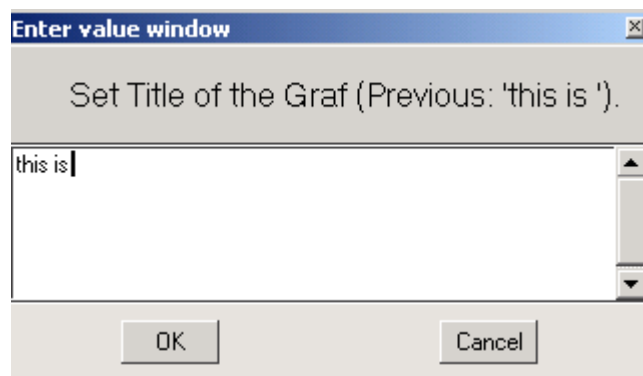 Enter value window
Set Title of the Graf (Previous: 'this is ').
this is
OK
Cancel